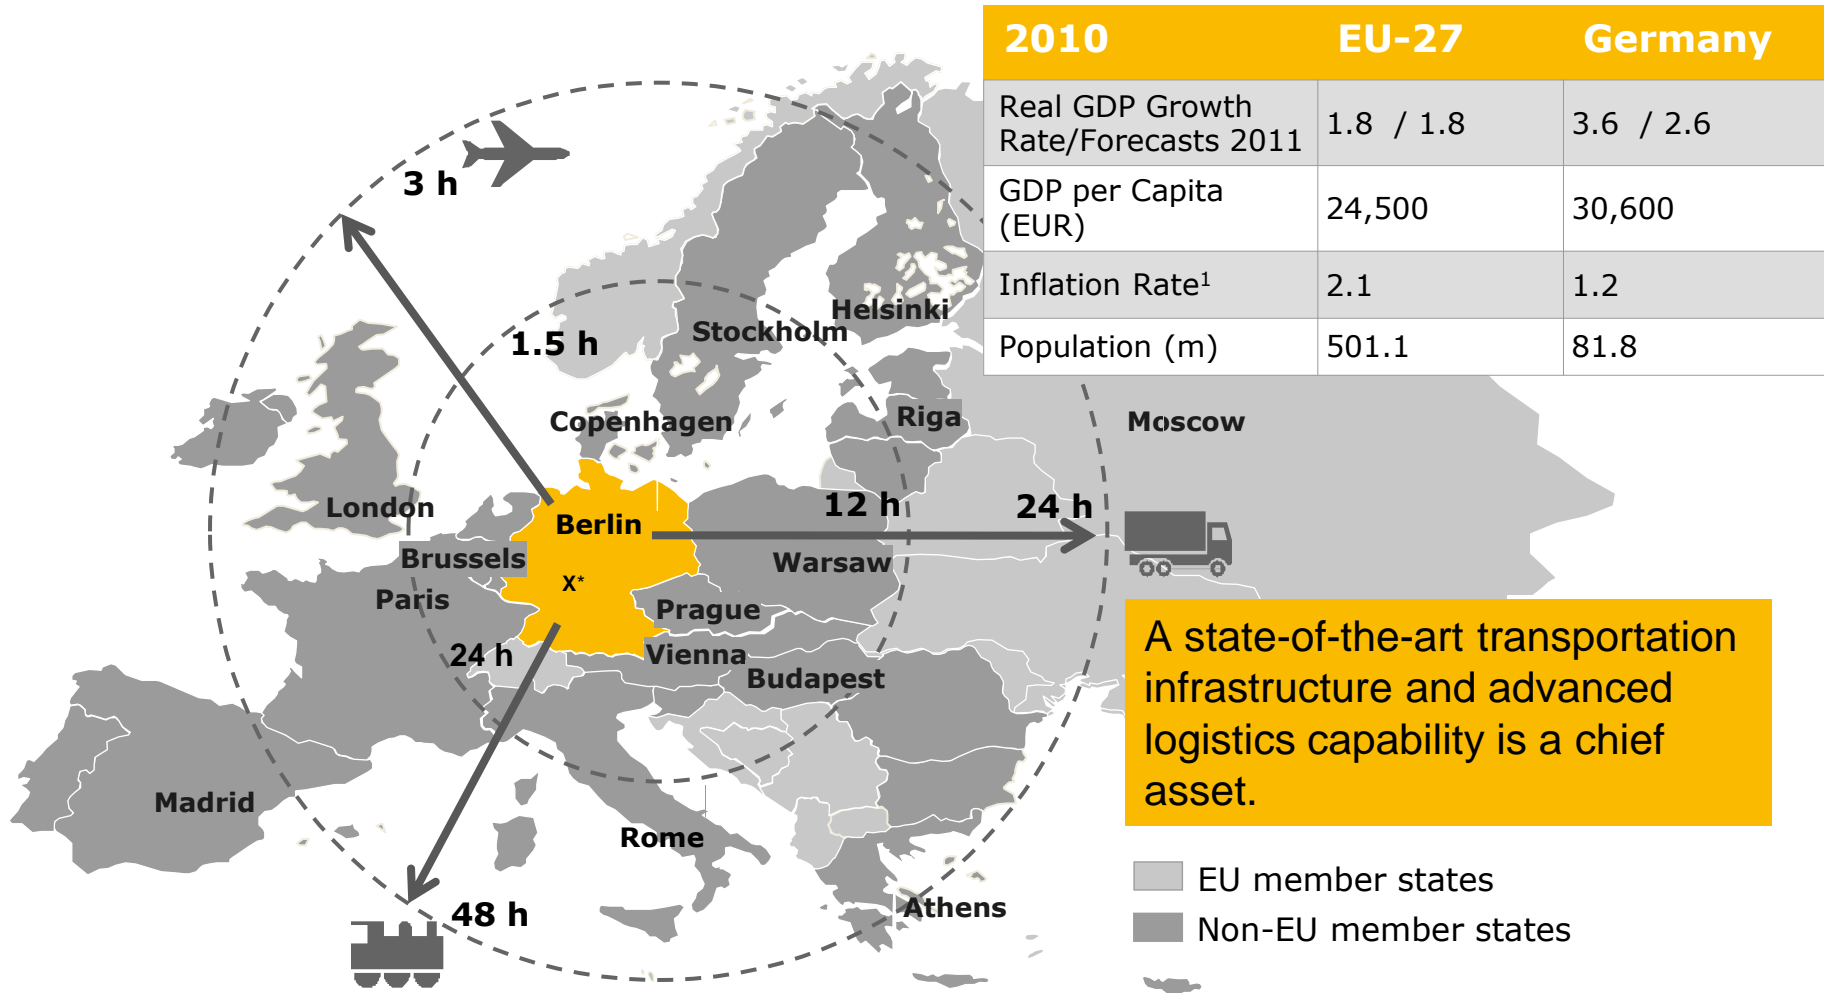 2010 EU-27 Germany
Real GDP Growth
Rate/Forecasts 2011 1.8 / 1.8 3.6 / 2.6
GDP per Capita
(EUR) 24,500 30,600
Inflation Rate¹ 2.1 1.2
Population (m) 501.1 81.8
3 h
1.5 h
Helsinki
Stockholm
Copenhagen
Riga
Moscow
London
12 h
24 h
Berlin
Brussels
Warsaw
X*
Paris
Prague
24 h
Vienna
Budapest
Madrid
Rome
Athens
48 h
A state-of-the-art transportation
infrastructure and advanced
logistics capability is a chief
asset.
EU member states
Non-EU member states